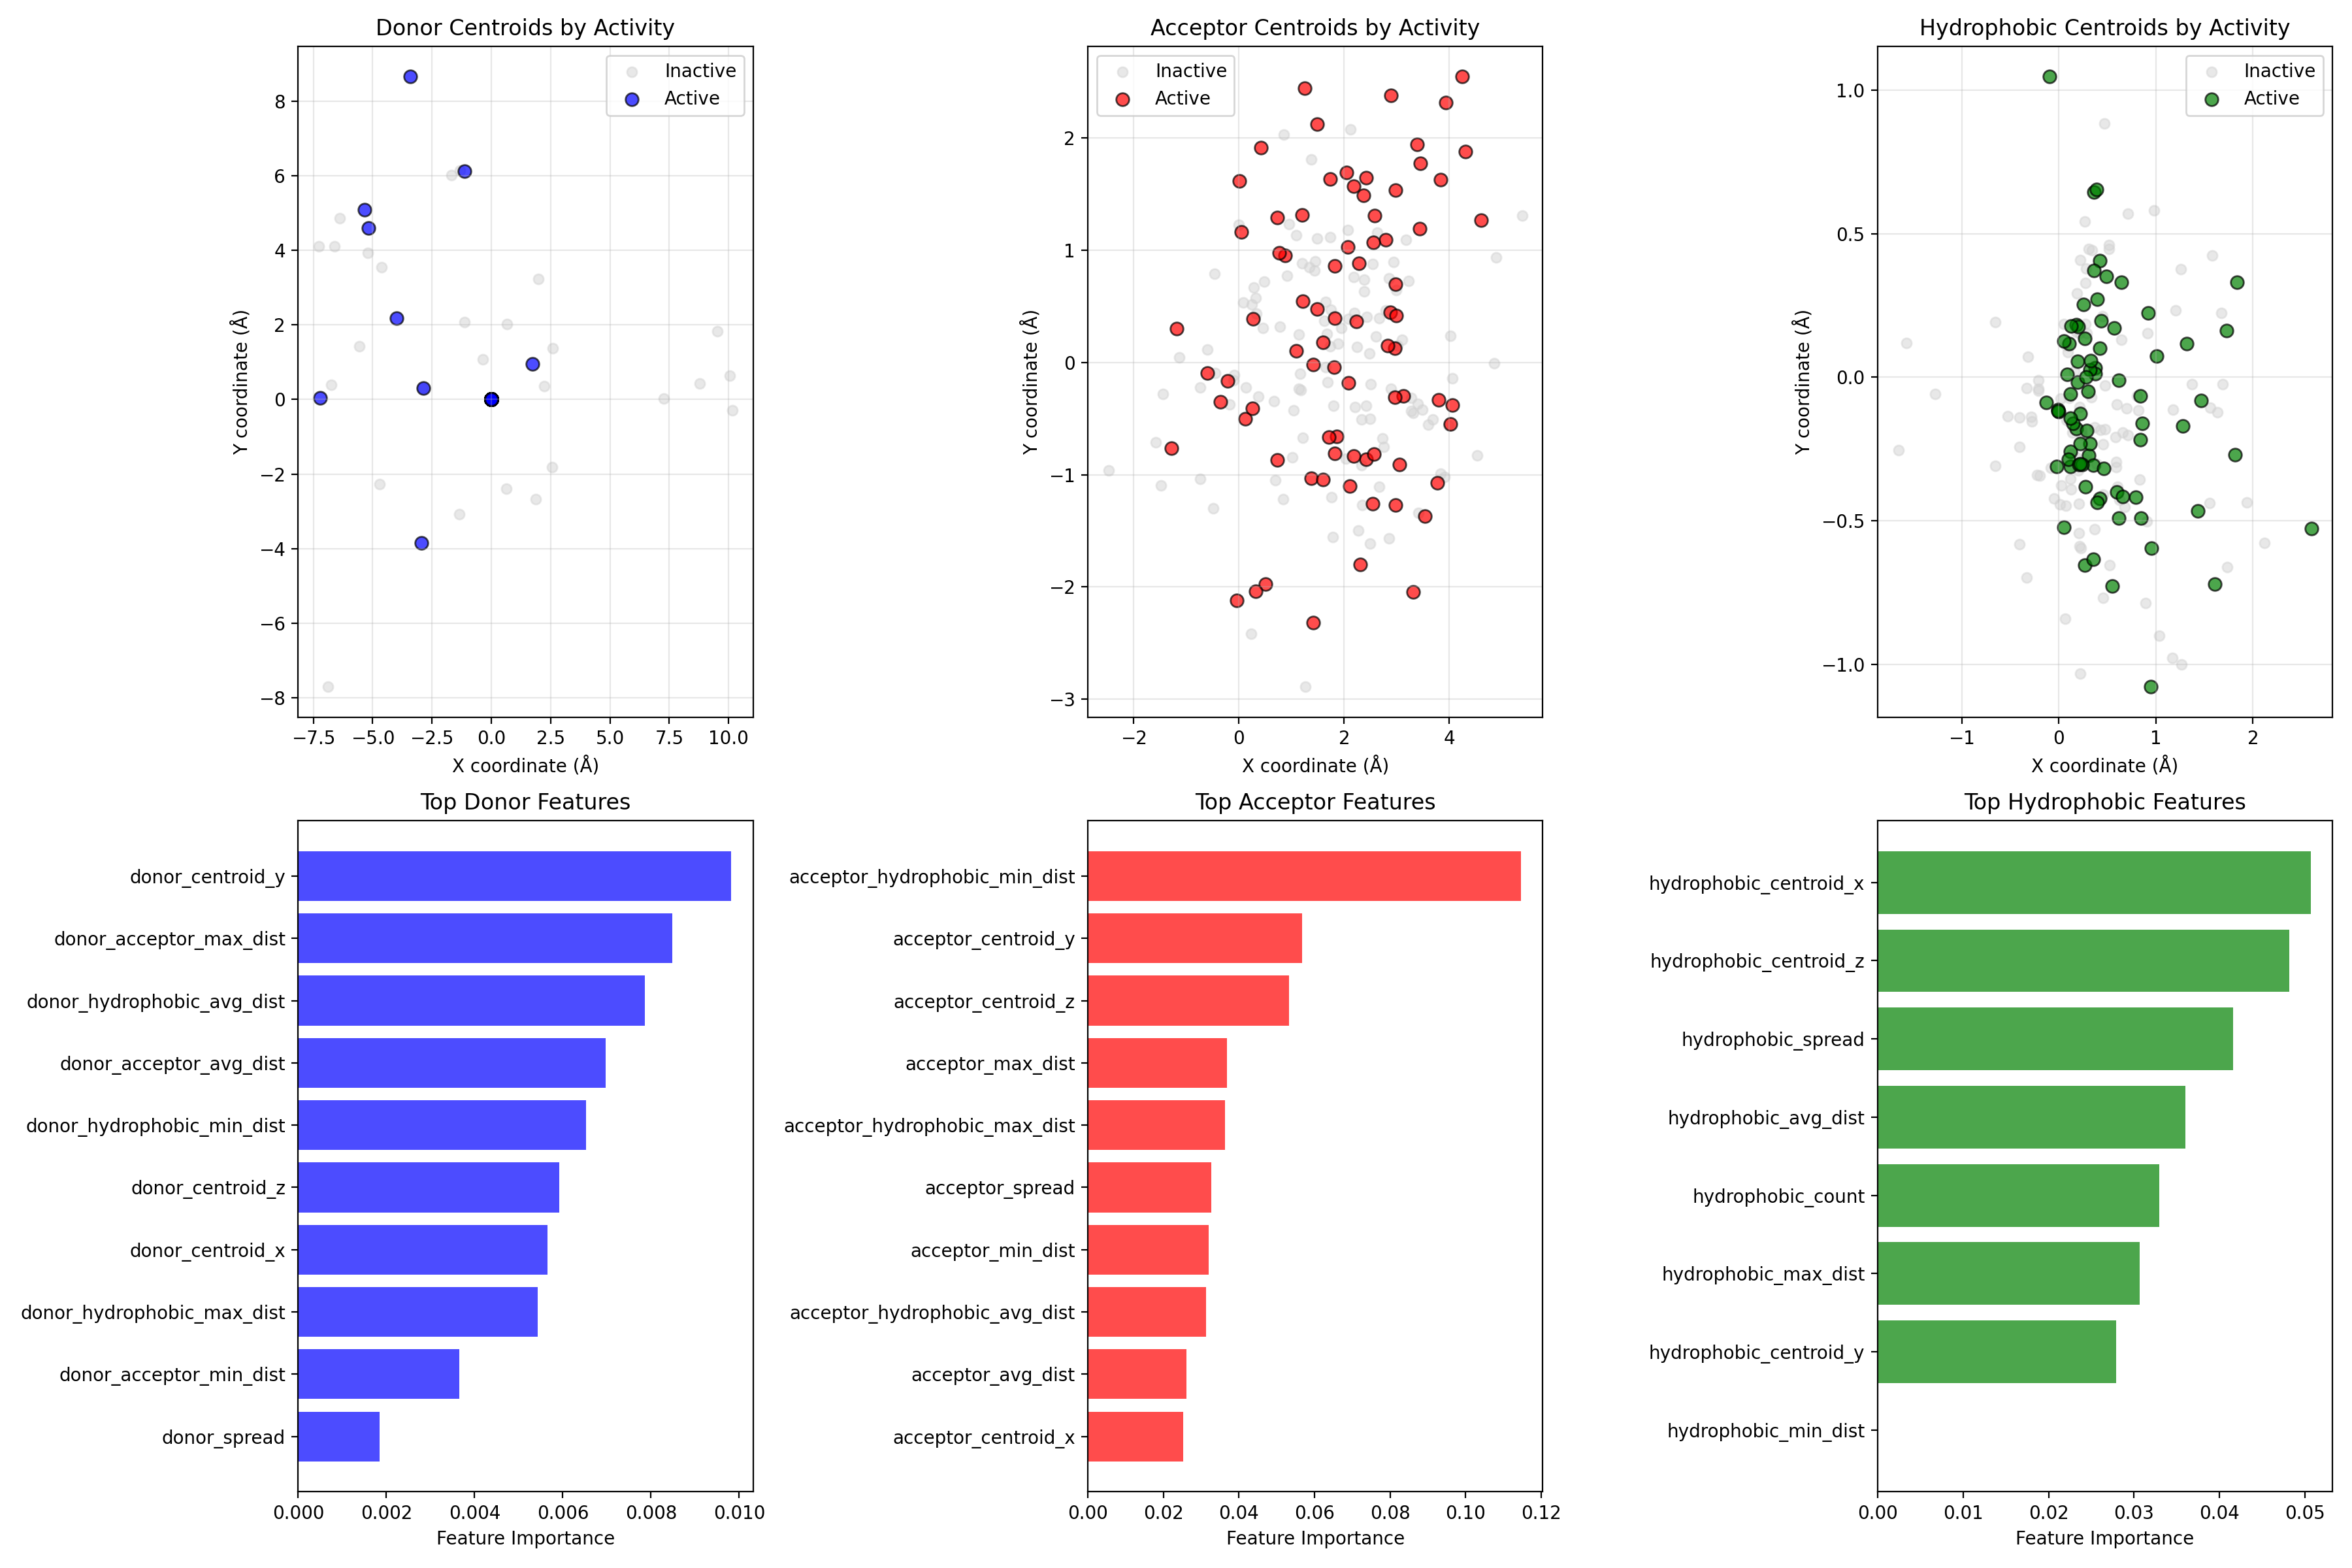 Donor Centroids by Activity
Inactive
Active
8
6
4
2
0
−2
−4
−6
−8
Y coordinate (Å)
−7.5 −5.0 −2.5 0.0 2.5 5.0 7.5 10.0
X coordinate (Å)
Acceptor Centroids by Activity
Inactive
Active
2
1
0
−1
−2
−3
Y coordinate (Å)
−2 0 2 4
X coordinate (Å)
Hydrophobic Centroids by Activity
Inactive
Active
1.0
0.5
0.0
−0.5
−1.0
Y coordinate (Å)
−1 0 1 2
X coordinate (Å)
Top Donor Features
donor_centroid_y
donor_acceptor_max_dist
donor_hydrophobic_avg_dist
donor_acceptor_avg_dist
donor_hydrophobic_min_dist
donor_centroid_z
donor_centroid_x
donor_hydrophobic_max_dist
donor_acceptor_min_dist
donor_spread
0.000 0.002 0.004 0.006 0.008 0.010
Feature Importance
Top Acceptor Features
acceptor_hydrophobic_min_dist
acceptor_centroid_y
acceptor_centroid_z
acceptor_max_dist
acceptor_hydrophobic_max_dist
acceptor_spread
acceptor_min_dist
acceptor_hydrophobic_avg_dist
acceptor_avg_dist
acceptor_centroid_x
0.00 0.02 0.04 0.06 0.08 0.10 0.12
Feature Importance
Top Hydrophobic Features
hydrophobic_centroid_x
hydrophobic_centroid_z
hydrophobic_spread
hydrophobic_avg_dist
hydrophobic_count
hydrophobic_max_dist
hydrophobic_centroid_y
hydrophobic_min_dist
0.00 0.01 0.02 0.03 0.04 0.05
Feature Importance